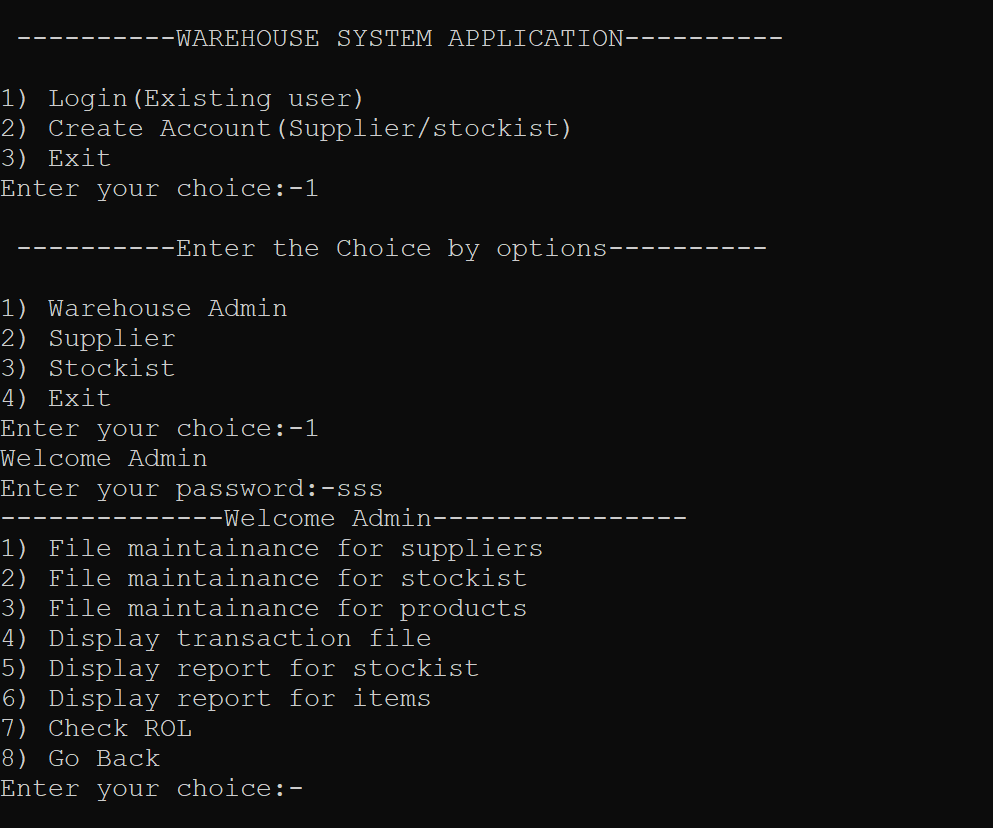 ----------WAREHOUSE SYSTEM APPLICATION----------
1) Login(Existing user)
2) Create Account(Supplier/stockist)
3) Exit
Enter your choice:-1
----------Enter the Choice by options----------
1) Warehouse Admin
2) Supplier
3) Stockist
4) Exit
Enter your choice:-1
Welcome Admin
Enter your password:-sss
--------------Welcome Admin----------------
1) File maintainance for suppliers
2) File maintainance for stockist
3) File maintainance for products
4) Display transaction file
5) Display report for stockist
6) Display report for items
7) Check ROL
8) Go Back
Enter your choice:-